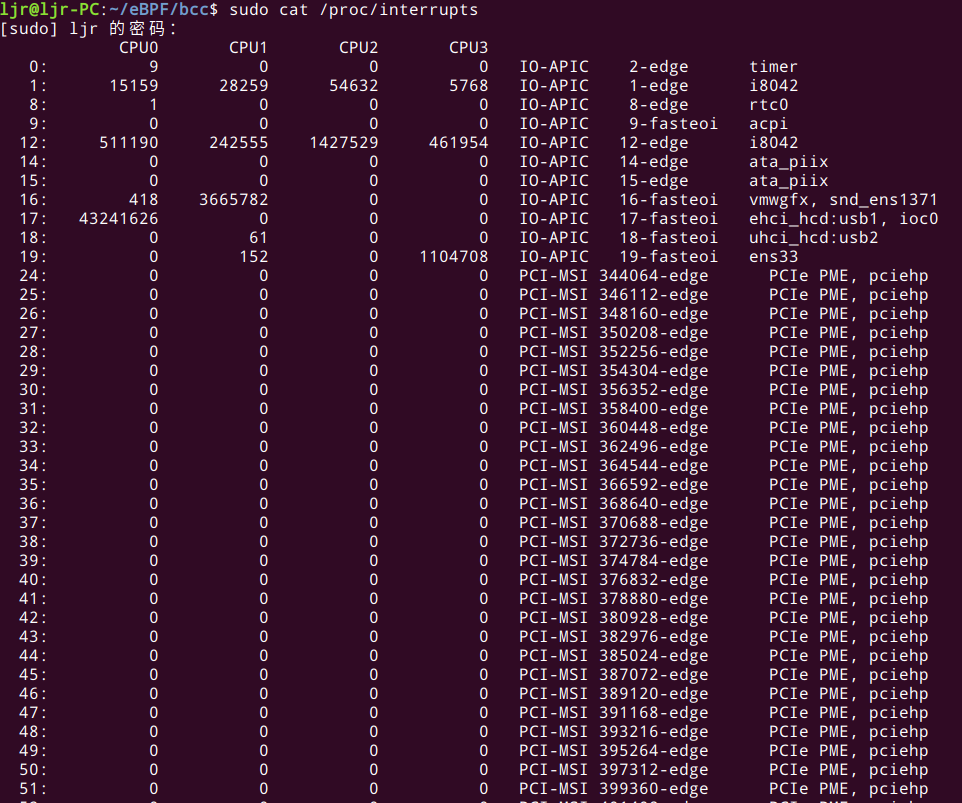 ljr@ljr-PC:~/eBPF/bcc$ sudo cat /proc/interrupts
[sudo] ljr 的密码：
CPU0 CPU1 CPU2 CPU3
0: 9 0 0 0 IO-APIC 2-edge timer
1: 15159 28259 54632 5768 IO-APIC 1-edge i8042
8: 1 0 0 0 IO-APIC 8-edge rtc0
9: 0 0 0 0 IO-APIC 9-fasteoi acpi
12: 511190 242555 1427529 461954 IO-APIC 12-edge i8042
14: 0 0 0 0 IO-APIC 14-edge ata_piix
15: 0 0 0 0 IO-APIC 15-edge ata_piix
16: 418 3665782 0 0 IO-APIC 16-fasteoi vmwgfx, snd_ens1371
17: 43241626 0 0 0 IO-APIC 17-fasteoi ehci_hcd:usb1, ioc0
18: 0 61 0 0 IO-APIC 18-fasteoi uhci_hcd:usb2
19: 0 152 0 1104708 IO-APIC 19-fasteoi ens33
24: 0 0 0 0 PCI-MSI 344064-edge PCIe PME, pciehp
25: 0 0 0 0 PCI-MSI 346112-edge PCIe PME, pciehp
26: 0 0 0 0 PCI-MSI 348160-edge PCIe PME, pciehp
27: 0 0 0 0 PCI-MSI 350208-edge PCIe PME, pciehp
28: 0 0 0 0 PCI-MSI 352256-edge PCIe PME, pciehp
29: 0 0 0 0 PCI-MSI 354304-edge PCIe PME, pciehp
30: 0 0 0 0 PCI-MSI 356352-edge PCIe PME, pciehp
31: 0 0 0 0 PCI-MSI 358400-edge PCIe PME, pciehp
32: 0 0 0 0 PCI-MSI 360448-edge PCIe PME, pciehp
33: 0 0 0 0 PCI-MSI 362496-edge PCIe PME, pciehp
34: 0 0 0 0 PCI-MSI 364544-edge PCIe PME, pciehp
35: 0 0 0 0 PCI-MSI 366592-edge PCIe PME, pciehp
36: 0 0 0 0 PCI-MSI 368640-edge PCIe PME, pciehp
37: 0 0 0 0 PCI-MSI 370688-edge PCIe PME, pciehp
38: 0 0 0 0 PCI-MSI 372736-edge PCIe PME, pciehp
39: 0 0 0 0 PCI-MSI 374784-edge PCIe PME, pciehp
40: 0 0 0 0 PCI-MSI 376832-edge PCIe PME, pciehp
41: 0 0 0 0 PCI-MSI 378880-edge PCIe PME, pciehp
42: 0 0 0 0 PCI-MSI 380928-edge PCIe PME, pciehp
43: 0 0 0 0 PCI-MSI 382976-edge PCIe PME, pciehp
44: 0 0 0 0 PCI-MSI 385024-edge PCIe PME, pciehp
45: 0 0 0 0 PCI-MSI 387072-edge PCIe PME, pciehp
46: 0 0 0 0 PCI-MSI 389120-edge PCIe PME, pciehp
47: 0 0 0 0 PCI-MSI 391168-edge PCIe PME, pciehp
48: 0 0 0 0 PCI-MSI 393216-edge PCIe PME, pciehp
49: 0 0 0 0 PCI-MSI 395264-edge PCIe PME, pciehp
50: 0 0 0 0 PCI-MSI 397312-edge PCIe PME, pciehp
51: 0 0 0 0 PCI-MSI 399360-edge PCIe PME, pciehp